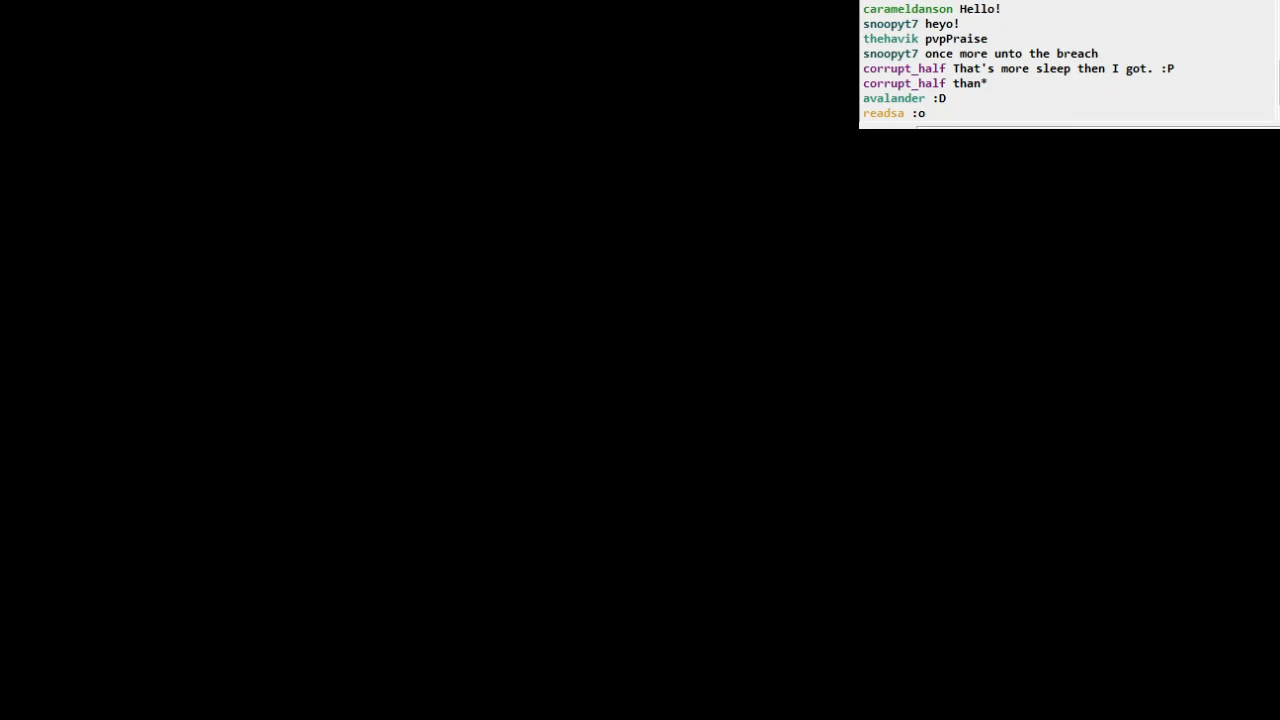 carameldanson Hello!
snoopyt7 heyo!
thehavik pvpPraise
snoopyt7 once more unto the breach
corrupt_half That's more sleep then I got. :P
corrupt_half than*
avalander :D
readsa :o